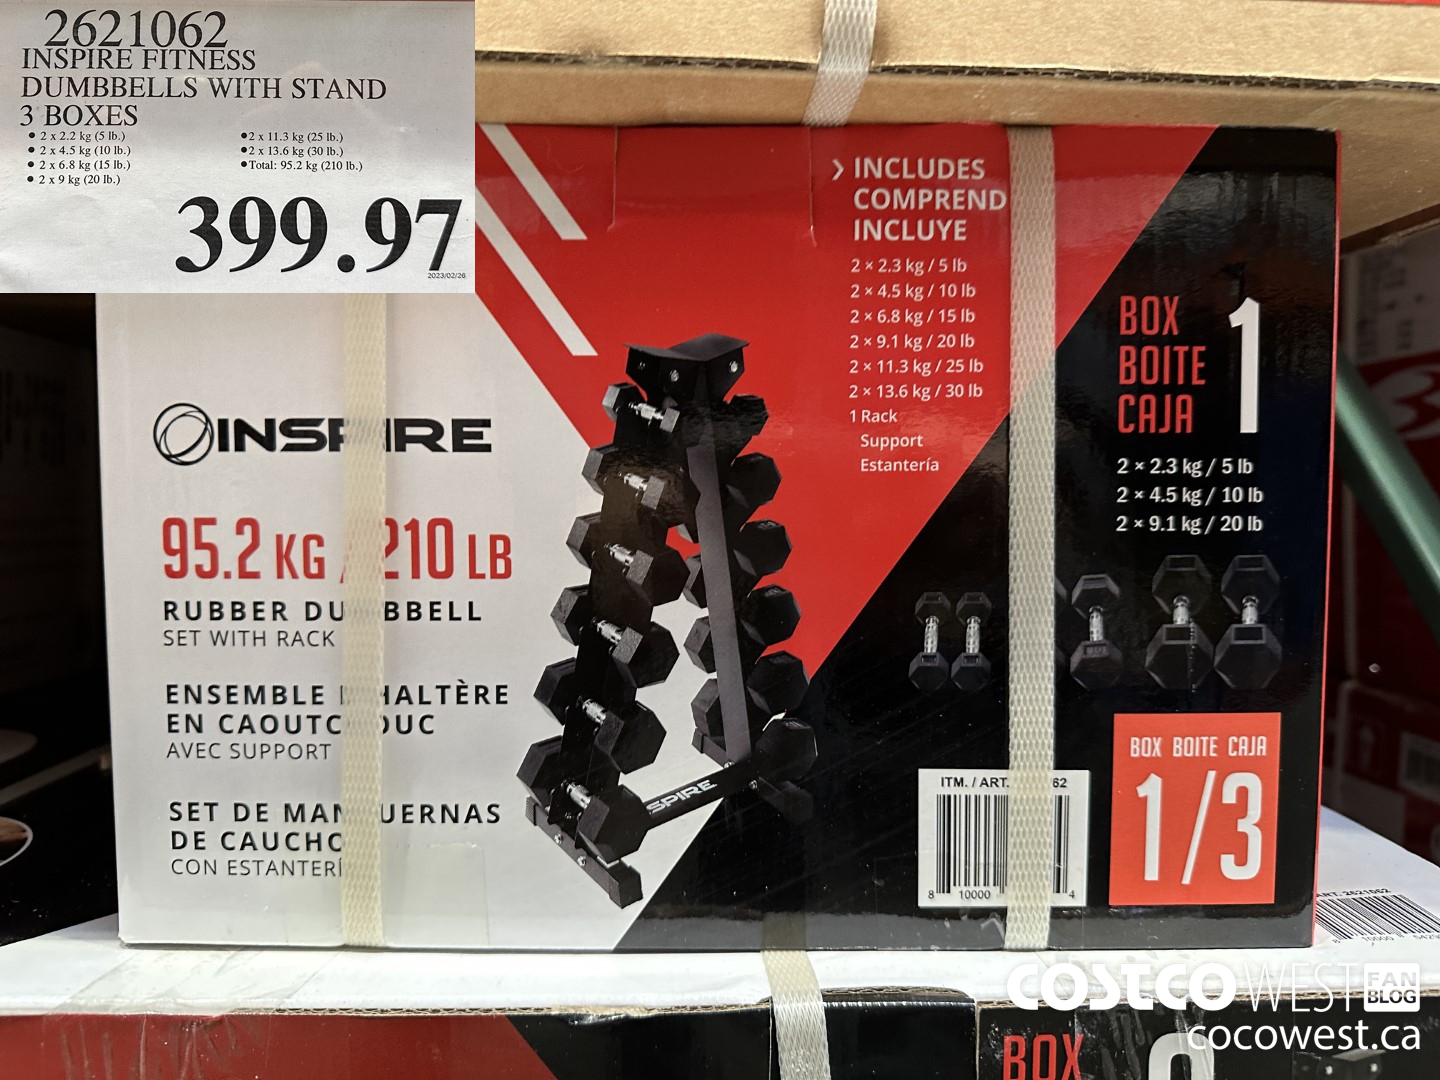 2621062
INSPIRE FITNESS
DUMBBELLS WITH STAND
3 BOXES
• 2 x 2.2 kg (5 lb.)
• 2 x 4.5 kg (10 lb.)
• 2 x 6.8 kg (15 lb.)
• 2 x 9 kg (20 lb.)
•2 x 11.3 kg (25 lb.)
•2 x 13.6 kg (30 lb.)
•Total: 95.2 kg (210 lb.)
399.97
2023/02/26
› INCLUDES
COMPREND
INCLUYE
2 × 2.3 kg / 5 lb
2 × 4.5 kg / 10 lb
2 × 6.8 kg / 15 lb
2 × 9.1 kg / 20 lb
2 × 11.3 kg / 25 lb
2 × 13.6 kg / 30 lb
1 Rack
Support
Estantería
BOX
BOITE
CAJA
1
2 × 2.3 kg / 5 lb
2 × 4.5 kg / 10 lb
2 × 9.1 kg / 20 lb
INSPIRE
95.2 KG / 210 LB
RUBBER DUMBBELL
SET WITH RACK
ENSEMBLE D'HALTÈRE
EN CAOUTCHOUC
AVEC SUPPORT
SET DE MANCUERNAS
DE CAUCHO
CON ESTANTERÍ
SPIRE
ITM. / ART. 62
8 10000 4
BOX BOITE CAJA
1/3
ART. 2621062
COSTCO WEST FAN BLOG
cocowest.ca
BOX